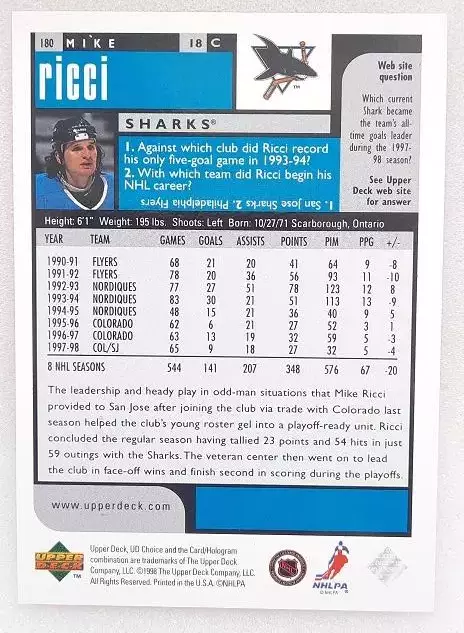 180 MIKE 18 C
ricci
™
SHARKS®
1. Against which club did Ricci record
his only five-goal game in 1993-94?
2. With which team did Ricci begin his
NHL career?
1. San Jose Sharks 2. Philadelphia Flyers
Web site
question
Which current
Shark became
the team's all-
time goals leader
during the 1997-
98 season?
See Upper
Deck web site
for answer
Height: 6'1" Weight: 195 lbs. Shoots: Left Born: 10/27/71 Scarborough, Ontario
YEAR TEAM GAMES GOALS ASSISTS POINTS PIM PPG +/-
1990-91 FLYERS 68 21 20 41 64 9 -8
1991-92 FLYERS 78 20 36 56 93 11 -10
1992-93 NORDIQUES 77 27 51 78 123 12 8
1993-94 NORDIQUES 83 30 21 51 113 13 -9
1994-95 NORDIQUES 48 15 21 36 40 9 5
1995-96 COLORADO 62 6 21 27 52 3 1
1996-97 COLORADO 63 13 19 32 59 5 -3
1997-98 COL/SJ 65 9 18 27 32 5 -4
8 NHL SEASONS 544 141 207 348 576 67 -20
The leadership and heady play in odd-man situations that Mike Ricci
provided to San Jose after joining the club via trade with Colorado last
season helped the club's young roster gel into a playoff-ready unit. Ricci
concluded the regular season having tallied 23 points and 54 hits in just
59 outings with the Sharks. The veteran center then went on to lead
the club in face-off wins and finish second in scoring during the playoffs.
www.upperdeck.com
UPPER
DECK
™
Upper Deck, UD Choice and the Card/Hologram
combination are trademarks of The Upper Deck
Company, LLC. ©1998 The Upper Deck Company, LLC.
All Rights Reserved. Printed in the U.S.A. ©NHLPA
NHLPA
© NHLPA